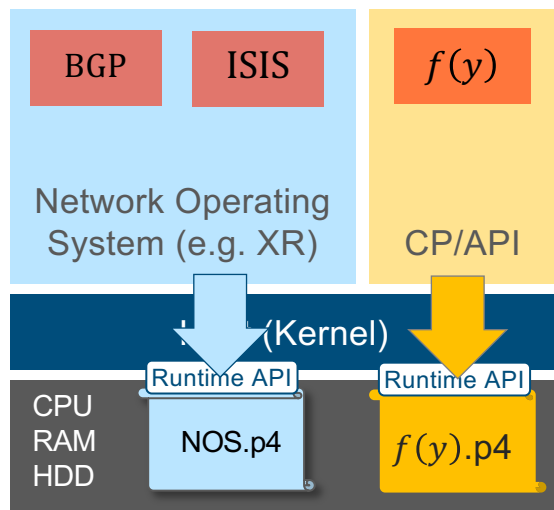 BGP
ISIS
f(y)
Network Operating
System (e.g. XR)
CP/API
(Kernel)
Runtime API
Runtime API
CPU
RAM
HDD
NOS.p4
f(y).p4